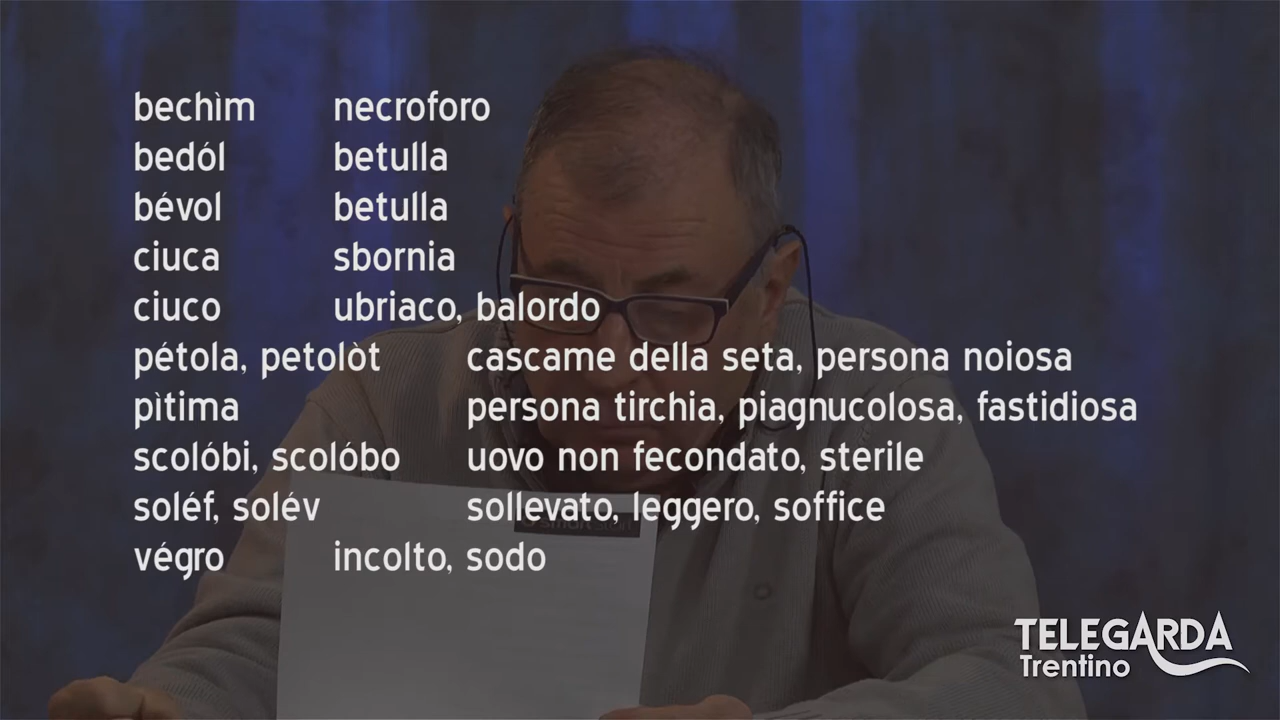 bechìm necroforo
bedól betulla
bévol betulla
ciuca sbornia
ciuco ubriaco, balordo
pétola, petolòt cascame della seta, persona noiosa
pìtima persona tirchia, piagnucolosa, fastidiosa
scolóbi, scolóbo uovo non fecondato, sterile
soléf, solév sollevato, leggero, soffice
végro incolto, sodo
TELEGARDA
Trentino